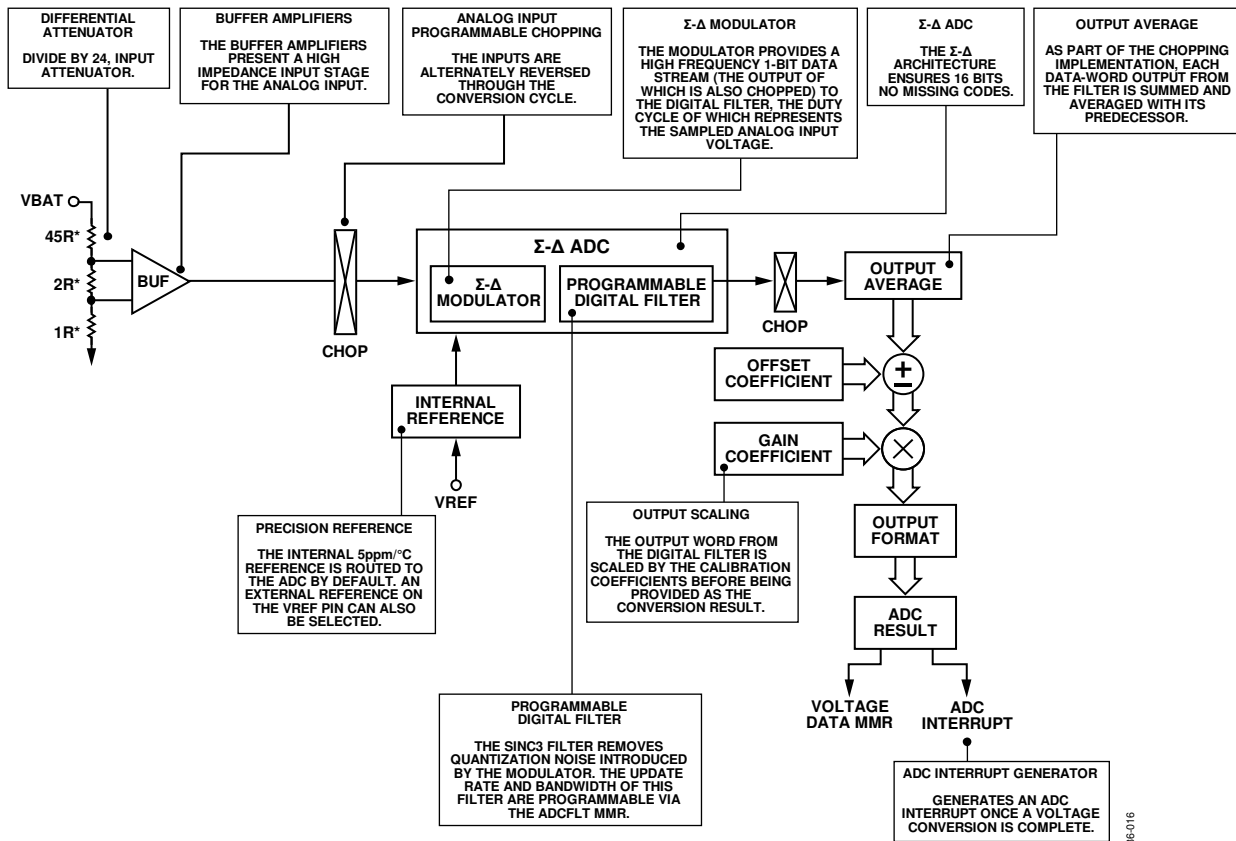 DIFFERENTIAL
ATTENUATOR
DIVIDE BY 24, INPUT
ATTENUATOR.
BUFFER AMPLIFIERS
THE BUFFER AMPLIFIERS
PRESENT A HIGH
IMPEDANCE INPUT STAGE
FOR THE ANALOG INPUT.
ANALOG INPUT
PROGRAMMABLE CHOPPING
THE INPUTS ARE
ALTERNATELY REVERSED
THROUGH THE
CONVERSION CYCLE.
Σ-Δ MODULATOR
THE MODULATOR PROVIDES A
HIGH FREQUENCY 1-BIT DATA
STREAM (THE OUTPUT OF
WHICH IS ALSO CHOPPED) TO
THE DIGITAL FILTER, THE DUTY
CYCLE OF WHICH REPRESENTS
THE SAMPLED ANALOG INPUT
VOLTAGE.
Σ-Δ ADC
THE Σ-Δ
ARCHITECTURE
ENSURES 16 BITS
NO MISSING CODES.
OUTPUT AVERAGE
AS PART OF THE CHOPPING
IMPLEMENTATION, EACH
DATA-WORD OUTPUT FROM
THE FILTER IS SUMMED AND
AVERAGED WITH ITS
PREDECESSOR.
VBAT
45R*
2R*
1R*
BUF
CHOP
Σ-Δ ADC
Σ-Δ
MODULATOR
PROGRAMMABLE
DIGITAL FILTER
CHOP
OUTPUT
AVERAGE
OFFSET
COEFFICIENT
±
INTERNAL
REFERENCE
VREF
GAIN
COEFFICIENT
×
PRECISION REFERENCE
THE INTERNAL 5ppm/°C
REFERENCE IS ROUTED TO
THE ADC BY DEFAULT. AN
EXTERNAL REFERENCE ON
THE VREF PIN CAN ALSO
BE SELECTED.
OUTPUT SCALING
THE OUTPUT WORD FROM
THE DIGITAL FILTER IS
SCALED BY THE CALIBRATION
COEFFICIENTS BEFORE BEING
PROVIDED AS THE
CONVERSION RESULT.
OUTPUT
FORMAT
ADC
RESULT
VOLTAGE
DATA MMR
ADC
INTERRUPT
PROGRAMMABLE
DIGITAL FILTER
THE SINC3 FILTER REMOVES
QUANTIZATION NOISE INTRODUCED
BY THE MODULATOR. THE UPDATE
RATE AND BANDWIDTH OF THIS
FILTER ARE PROGRAMMABLE VIA
THE ADCFLT MMR.
ADC INTERRUPT GENERATOR
GENERATES AN ADC
INTERRUPT ONCE A VOLTAGE
CONVERSION IS COMPLETE.